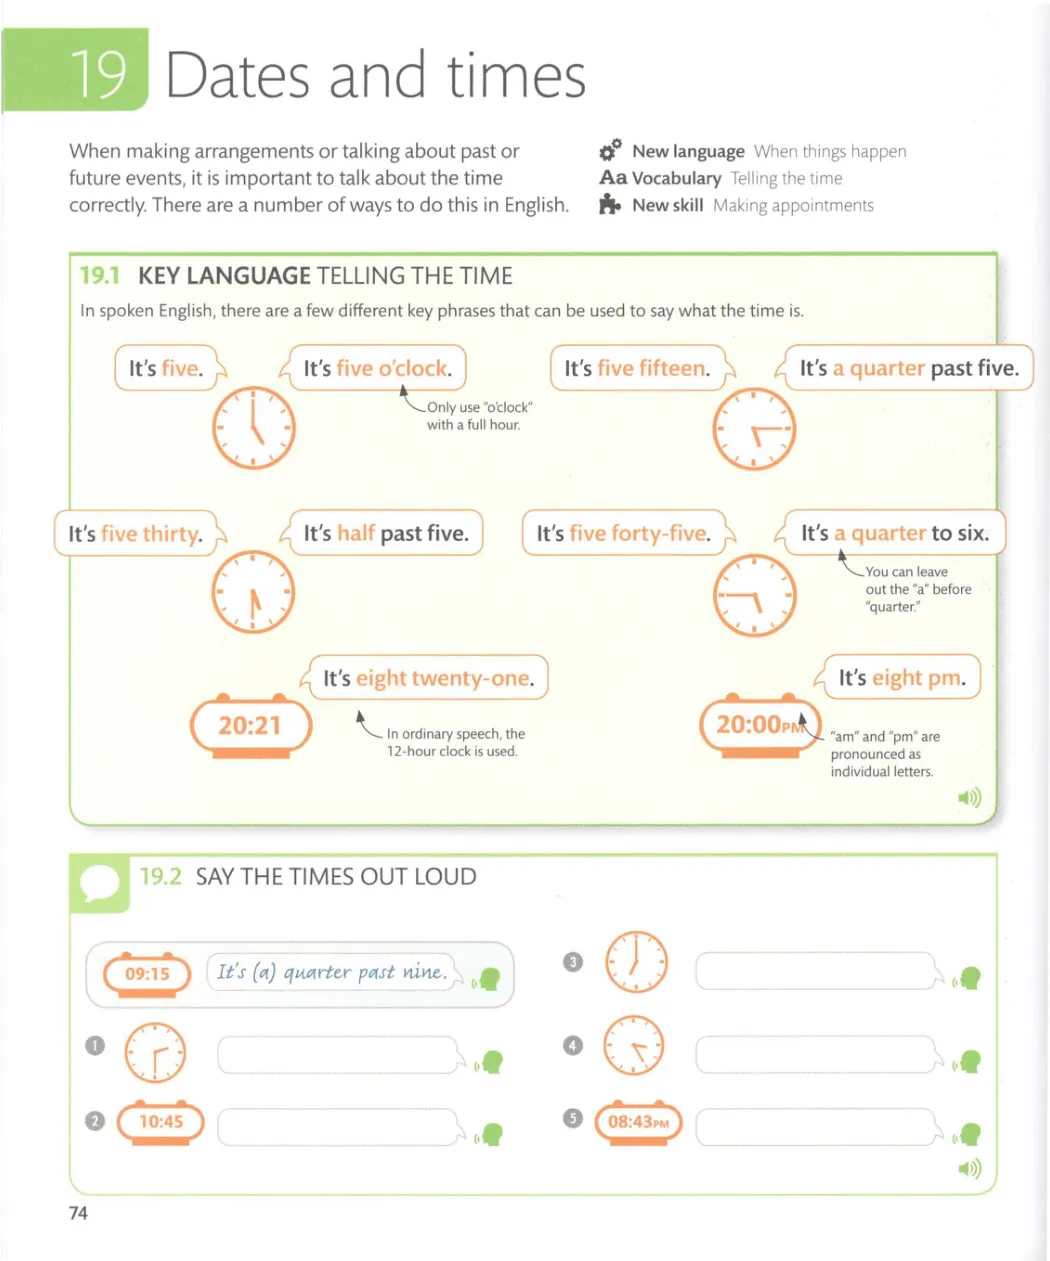 19 Dates and times
When making arrangements or talking about past or
future events, it is important to talk about the time
correctly. There are a number of ways to do this in English.
New language When things happen
Aa Vocabulary Telling the time
New skill Making appointments
19.1 KEY LANGUAGE TELLING THE TIME
In spoken English, there are a few different key phrases that can be used to say what the time is.
It's five.
It's five o'clock.
Only use "o'clock"
with a full hour.
It's five fifteen.
It's a quarter past five.
It's five thirty.
It's half past five.
It's five forty-five.
It's a quarter to six.
You can leave
out the "a" before
"quarter."
20:21
It's eight twenty-one.
In ordinary speech, the
12-hour clock is used.
20:00PM
It's eight pm.
"am" and "pm" are
pronounced as
individual letters.
19.2 SAY THE TIMES OUT LOUD
09:15 It's (a) quarter past nine.
1
2 10:45
3
4
5 08:43PM
74